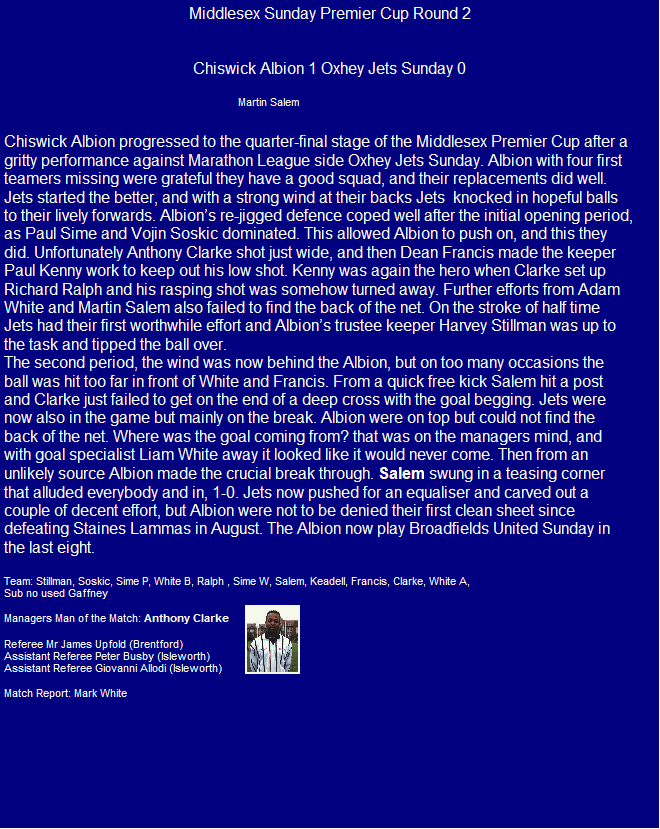 Middlesex Sunday Premier Cup Round 2
Chiswick Albion 1 Oxhey Jets Sunday 0
Martin Salem
Chiswick Albion progressed to the quarter-final stage of the Middlesex Premier Cup after a
gritty performance against Marathon League side Oxhey Jets Sunday. Albion with four first
teamers missing were grateful they have a good squad, and their replacements did well.
Jets started the better, and with a strong wind at their backs Jets  knocked in hopeful balls
to their lively forwards. Albion’s re-jigged defence coped well after the initial opening period,
as Paul Sime and Vojin Soskic dominated. This allowed Albion to push on, and this they
did. Unfortunately Anthony Clarke shot just wide, and then Dean Francis made the keeper
Paul Kenny work to keep out his low shot. Kenny was again the hero when Clarke set up
Richard Ralph and his rasping shot was somehow turned away. Further efforts from Adam
White and Martin Salem also failed to find the back of the net. On the stroke of half time
Jets had their first worthwhile effort and Albion’s trustee keeper Harvey Stillman was up to
the task and tipped the ball over.
The second period, the wind was now behind the Albion, but on too many occasions the
ball was hit too far in front of White and Francis. From a quick free kick Salem hit a post
and Clarke just failed to get on the end of a deep cross with the goal begging. Jets were
now also in the game but mainly on the break. Albion were on top but could not find the
back of the net. Where was the goal coming from? that was on the managers mind, and
with goal specialist Liam White away it looked like it would never come. Then from an
unlikely source Albion made the crucial break through. Salem swung in a teasing corner
that alluded everybody and in, 1-0. Jets now pushed for an equaliser and carved out a
couple of decent effort, but Albion were not to be denied their first clean sheet since
defeating Staines Lammas in August. The Albion now play Broadfields United Sunday in
the last eight.
Team: Stillman, Soskic, Sime P, White B, Ralph , Sime W, Salem, Keadell, Francis, Clarke, White A,
Sub no used Gaffney
Managers Man of the Match: Anthony Clarke
Referee Mr James Upfold (Brentford)
Assistant Referee Peter Busby (Isleworth)
Assistant Referee Giovanni Allodi (Isleworth)
Match Report: Mark White